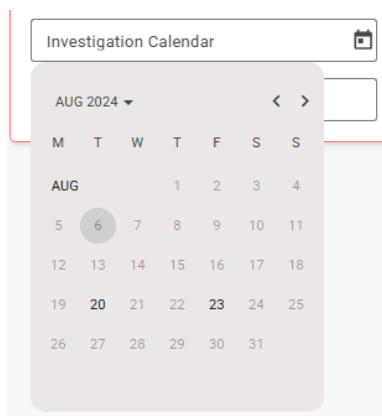 Investigation Calendar
AUG 2024
M T W T F S S
AUG 1 2 3 4
5 6 7 8 9 10 11
12 13 14 15 16 17 18
19 20 21 22 23 24 25
26 27 28 29 30 31